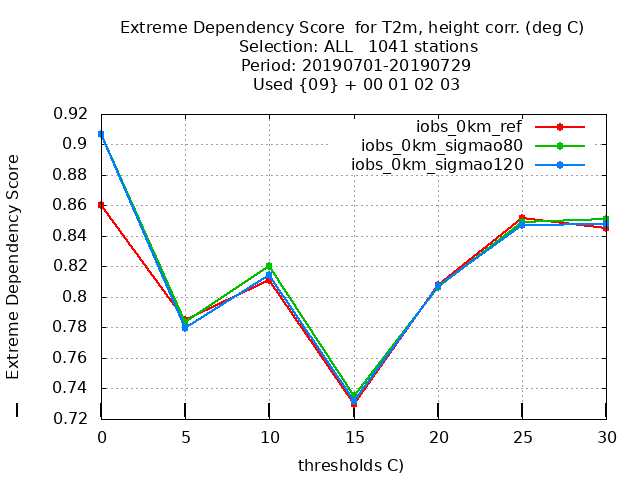 Extreme Dependency Score  for T2m, height corr. (deg C)
Selection: ALL   1041 stations
Period: 20190701-20190729
Used {09} + 00 01 02 03
iobs_0km_ref
iobs_0km_sigmao80
iobs_0km_sigmao120
Extreme Dependency Score
0.92
0.9
0.88
0.86
0.84
0.82
0.8
0.78
0.76
0.74
0.72
0 5 10 15 20 25 30
thresholds C)